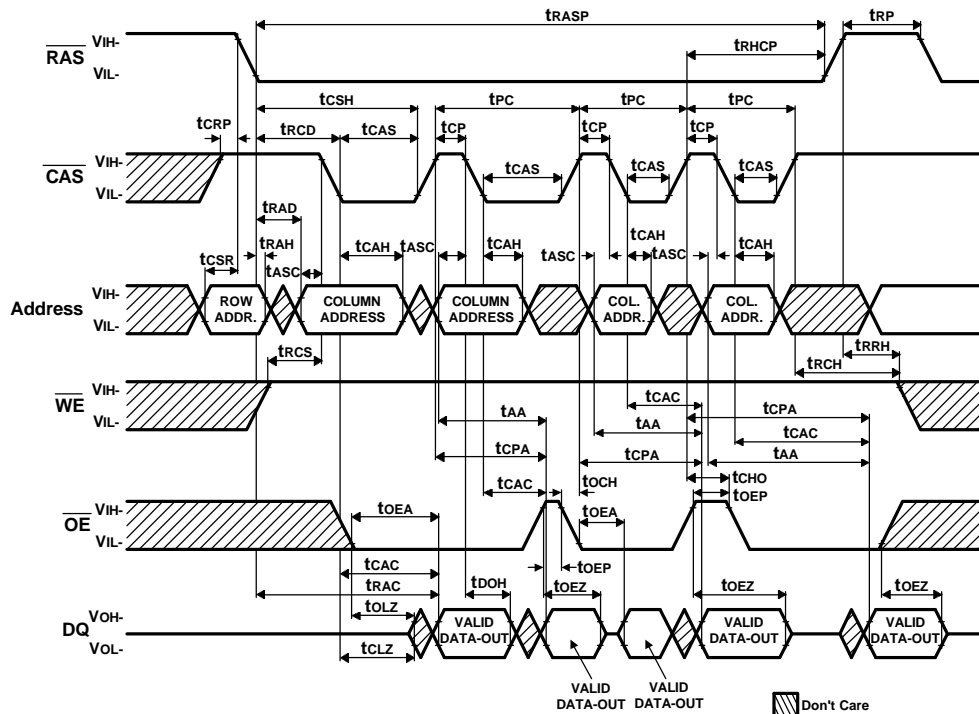 tRASP tRP
VIH-
RAS
VIL-
tRHCP
tCSH tPC tPC tPC
tCRP tRCD tCAS tCP tCP tCP
VIH-
CAS
VIL-
tCAS tCAS tCAS
tRAD
tRAH tCAH tASC tCAH tCAH tCAH
tCSR tASC tASC tASC
VIH-
Address
VIL-
ROW ADDR. COLUMN ADDRESS COLUMN ADDRESS COL. ADDR. COL. ADDR.
tRCS tRRH
tRCH
VIH-
WE
VIL-
tCAC tCPA
tAA tAA tCAC
tCPA tCPA tAA
tCAC tOCH tCHO
tOEP
VIH-
OE
VIL-
tOEA tOEA
tCAC tOEP
tRAC tDOH tOEZ tOEZ tOEZ
tOLZ
VOH-
DQ
VOL-
VALID DATA-OUT VALID DATA-OUT VALID DATA-OUT
tCLZ
VALID DATA-OUT VALID DATA-OUT
Don't Care